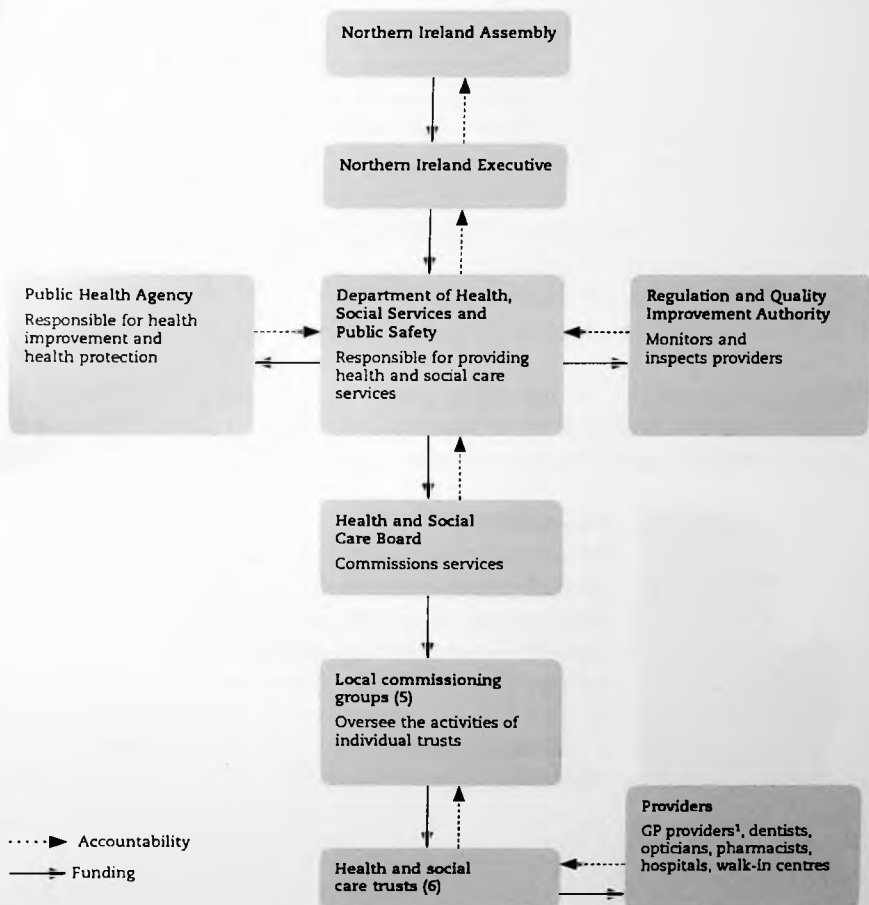 Northern Ireland Assembly
Northern Ireland Executive
Public Health Agency
Responsible for health
improvement and
health protection
Department of Health,
Social Services and
Public Safety
Responsible for providing
health and social care
services
Regulation and Quality
Improvement Authority
Monitors and
inspects providers
Health and Social
Care Board
Commissions services
Local commissioning
groups (5)
Oversee the activities of
individual trusts
Providers
GP providers¹, dentists,
opticians, pharmacists,
hospitals, walk-in centres
Accountability
Funding
Health and social
care trusts (6)